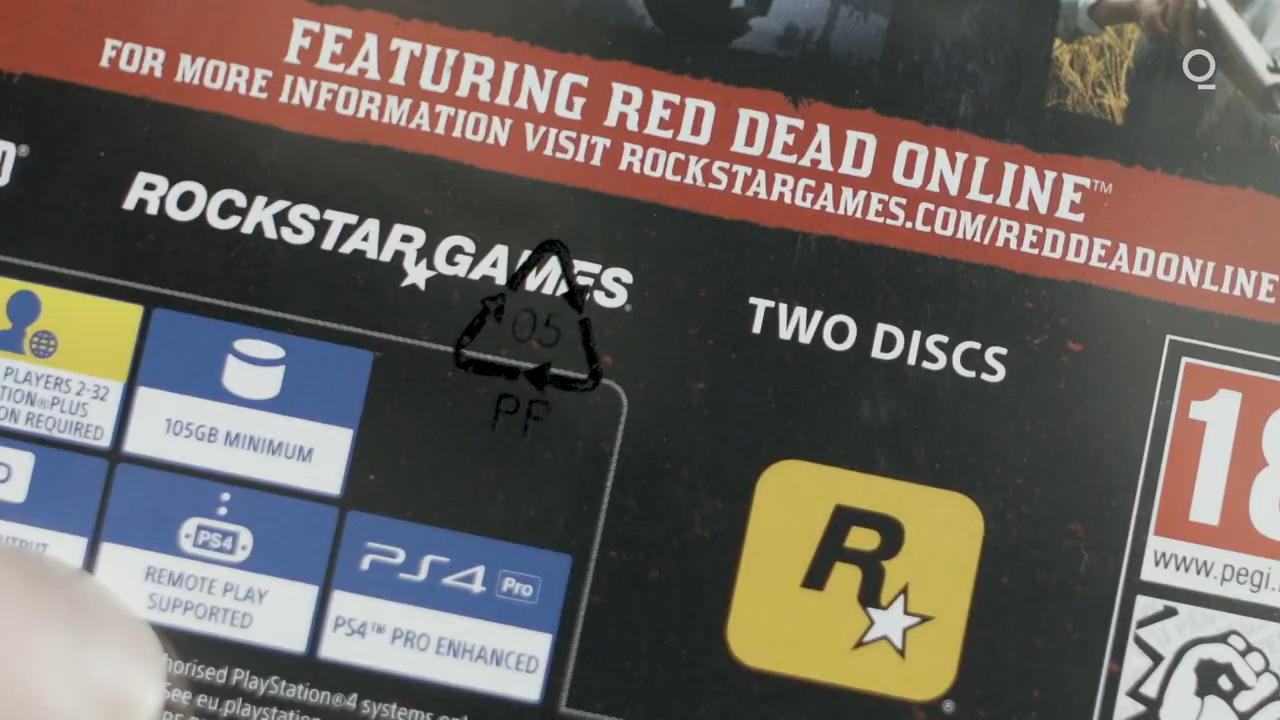 FEATURING RED DEAD ONLINE™
FOR MORE INFORMATION VISIT ROCKSTARGAMES.COM/REDDEADONLINE
ROCKSTAR GAMES
05
PP
TWO DISCS
PLAYERS 2-32
PLUS
REQUIRED
105GB MINIMUM
PS4
REMOTE PLAY
SUPPORTED
PS4 Pro
PS4™ PRO ENHANCED
R
18
www.pegi.
PlayStation®4 systems
See eu.playstation